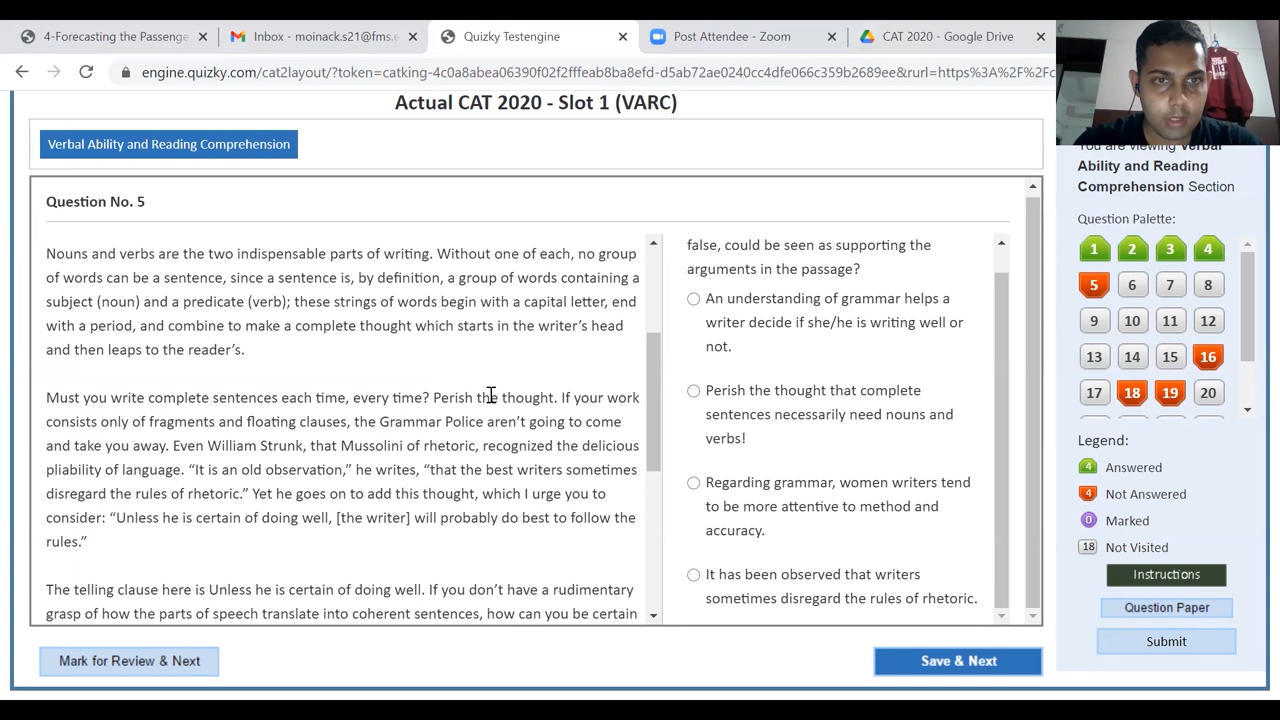 4-Forecasting the Passenge
Inbox - moinack.s21@fms.e
Quizky Testengine
Post Attendee - Zoom
CAT 2020 - Google Drive
engine.quizky.com/cat2layout/?token=catking-4c0a8abea06330f02f2fffeab8ba8efd-d5ab72ae0240cc4dfe066c359b2689ee&rurl=https%3A%2F%2Fc
Actual CAT 2020 - Slot 1 (VARC)
Verbal Ability and Reading Comprehension
Question No. 5
Nouns and verbs are the two indispensable parts of writing. Without one of each, no group
of words can be a sentence, since a sentence is, by definition, a group of words containing a
subject (noun) and a predicate (verb); these strings of words begin with a capital letter, end
with a period, and combine to make a complete thought which starts in the writer's head
and then leaps to the reader's.
Must you write complete sentences each time, every time? Perish the thought. If your work
consists only of fragments and floating clauses, the Grammar Police aren't going to come
and take you away. Even William Strunk, that Mussolini of rhetoric, recognized the delicious
pliability of language. "It is an old observation," he writes, "that the best writers sometimes
disregard the rules of rhetoric." Yet he goes on to add this thought, which I urge you to
consider: "Unless he is certain of doing well, [the writer] will probably do best to follow the
rules."
The telling clause here is Unless he is certain of doing well. If you don't have a rudimentary
grasp of how the parts of speech translate into coherent sentences, how can you be certain
false, could be seen as supporting the
arguments in the passage?
An understanding of grammar helps a
writer decide if she/he is writing well or
not.
Perish the thought that complete
sentences necessarily need nouns and
verbs!
Regarding grammar, women writers tend
to be more attentive to method and
accuracy.
It has been observed that writers
sometimes disregard the rules of rhetoric.
Mark for Review & Next
Save & Next
You are viewing Verbal
Ability and Reading
Comprehension Section
Question Palette:
1 2 3 4
5 6 7 8
9 10 11 12
13 14 15 16
17 18 19 20
Legend:
4 Answered
4 Not Answered
0 Marked
18 Not Visited
Instructions
Question Paper
Submit